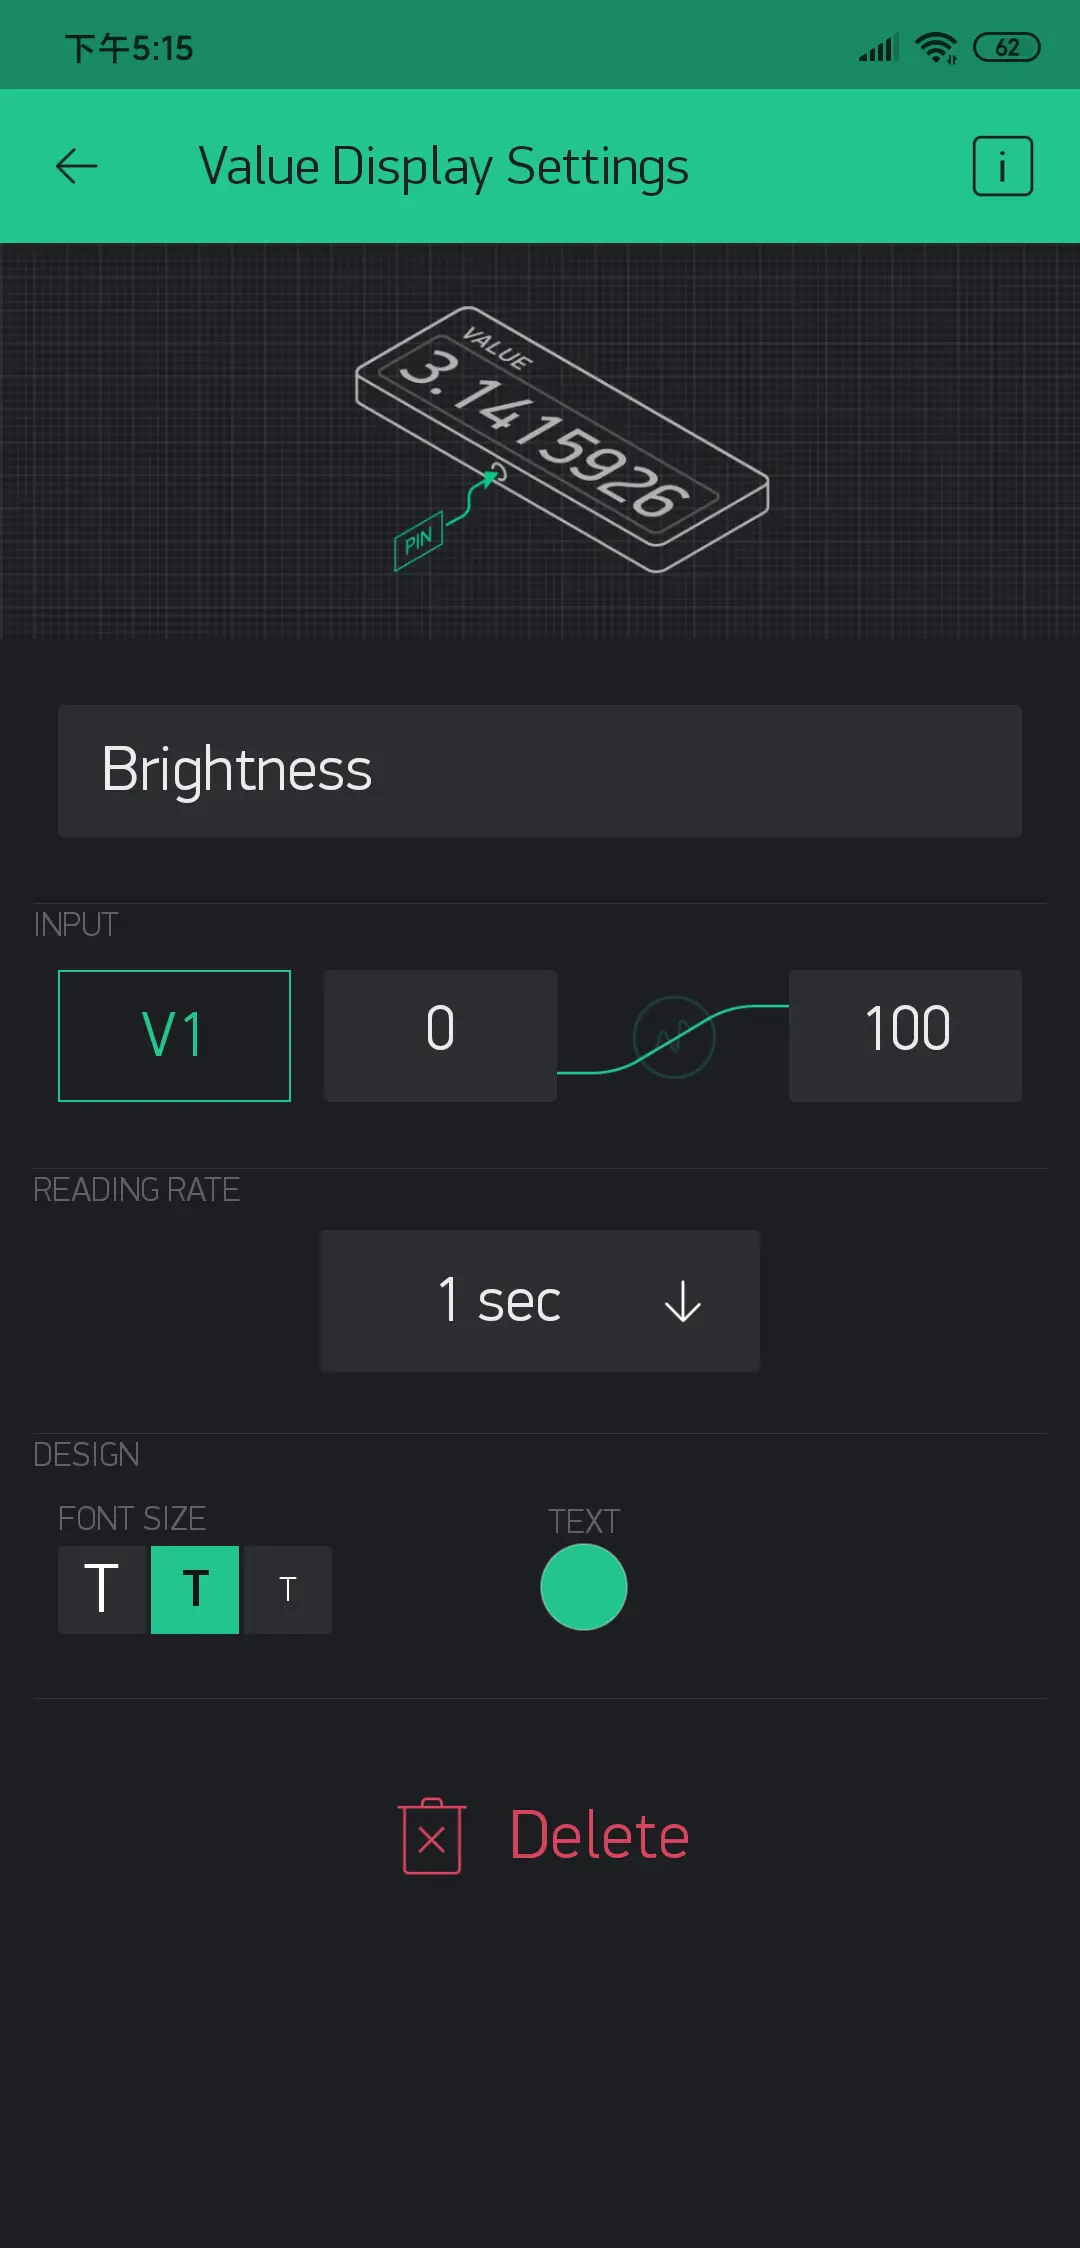 下午5:15
62
Value Display Settings
i
VALUE
3.1415926
PIN
Brightness
INPUT
V1
0
100
READING RATE
1 sec
DESIGN
FONT SIZE
TEXT
T
T
T
Delete